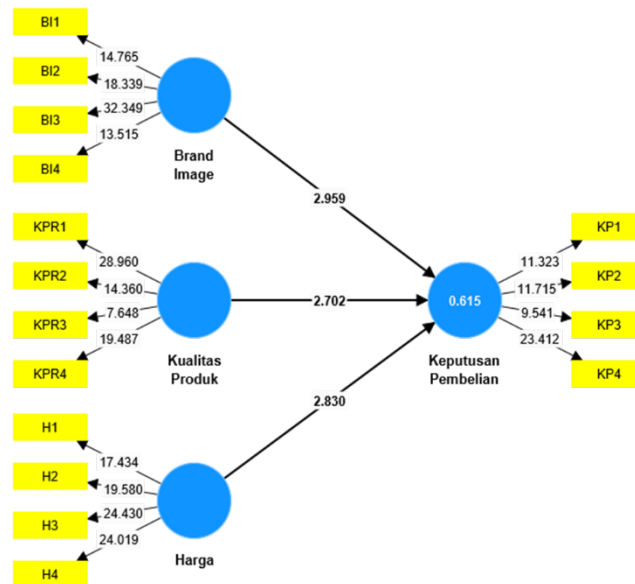 BI1
14.765
BI2
18.339
BI3
32.349
13.515
BI4
Brand
Image
2.959
KPR1
28.960
KPR2
14.360
KPR3
7.648
KPR4
19.487
Kualitas
Produk
2.702
0.615
Keputusan
Pembelian
KP1
11.323
KP2
11.715
KP3
9.541
KP4
23.412
2.830
H1
17.434
H2
19.580
H3
24.430
24.019
H4
Harga